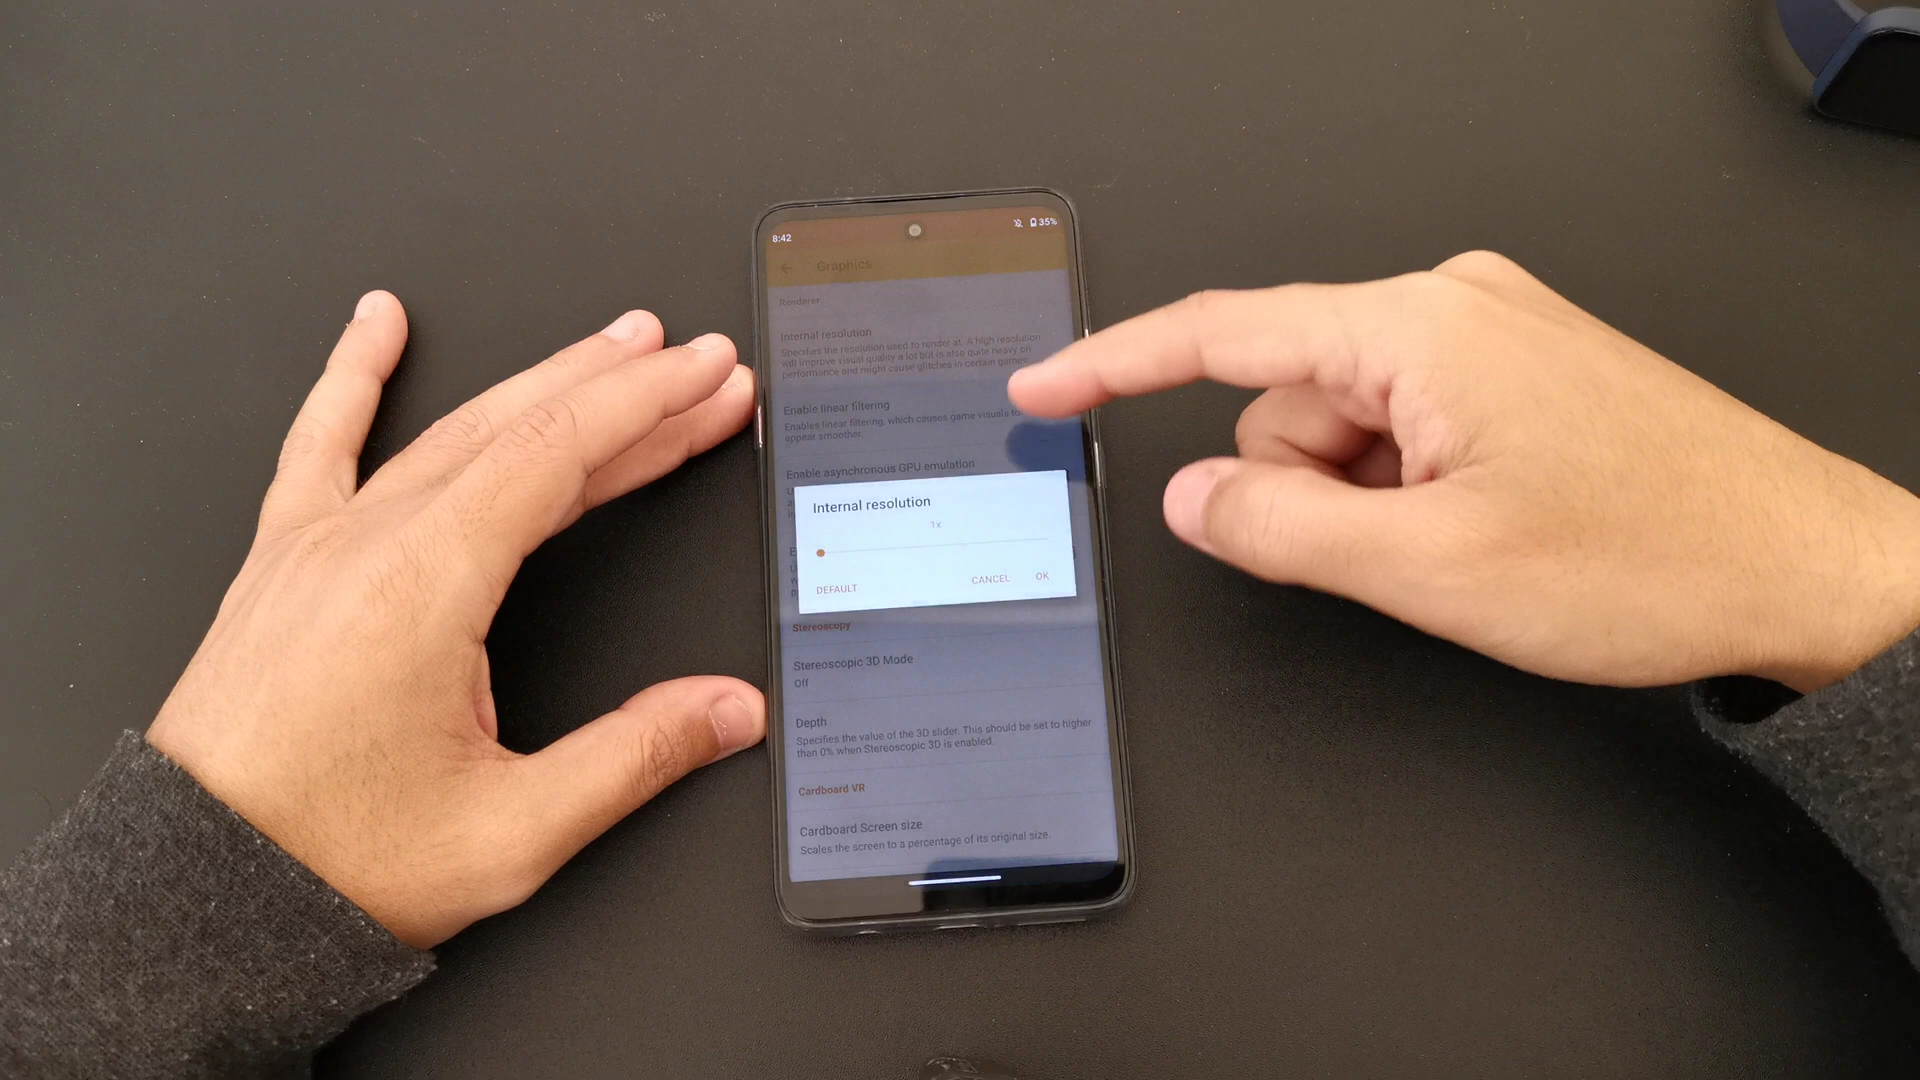 8:42
35%
Graphics
Renderer
Internal resolution
Specifies the resolution used to render at. A high resolution
will improve visual quality a lot but is also quite heavy on
performance and might cause glitches in certain games
Enable linear filtering
Enables linear filtering, which causes game visuals to
appear smoother.
Enable asynchronous GPU emulation
Internal resolution
1x
DEFAULT
CANCEL
OK
Stereoscopy
Stereoscopic 3D Mode
Off
Depth
Specifies the value of the 3D slider. This should be set to higher
than 0% when Stereoscopic 3D is enabled.
Cardboard VR
Cardboard Screen size
Scales the screen to a percentage of its original size.